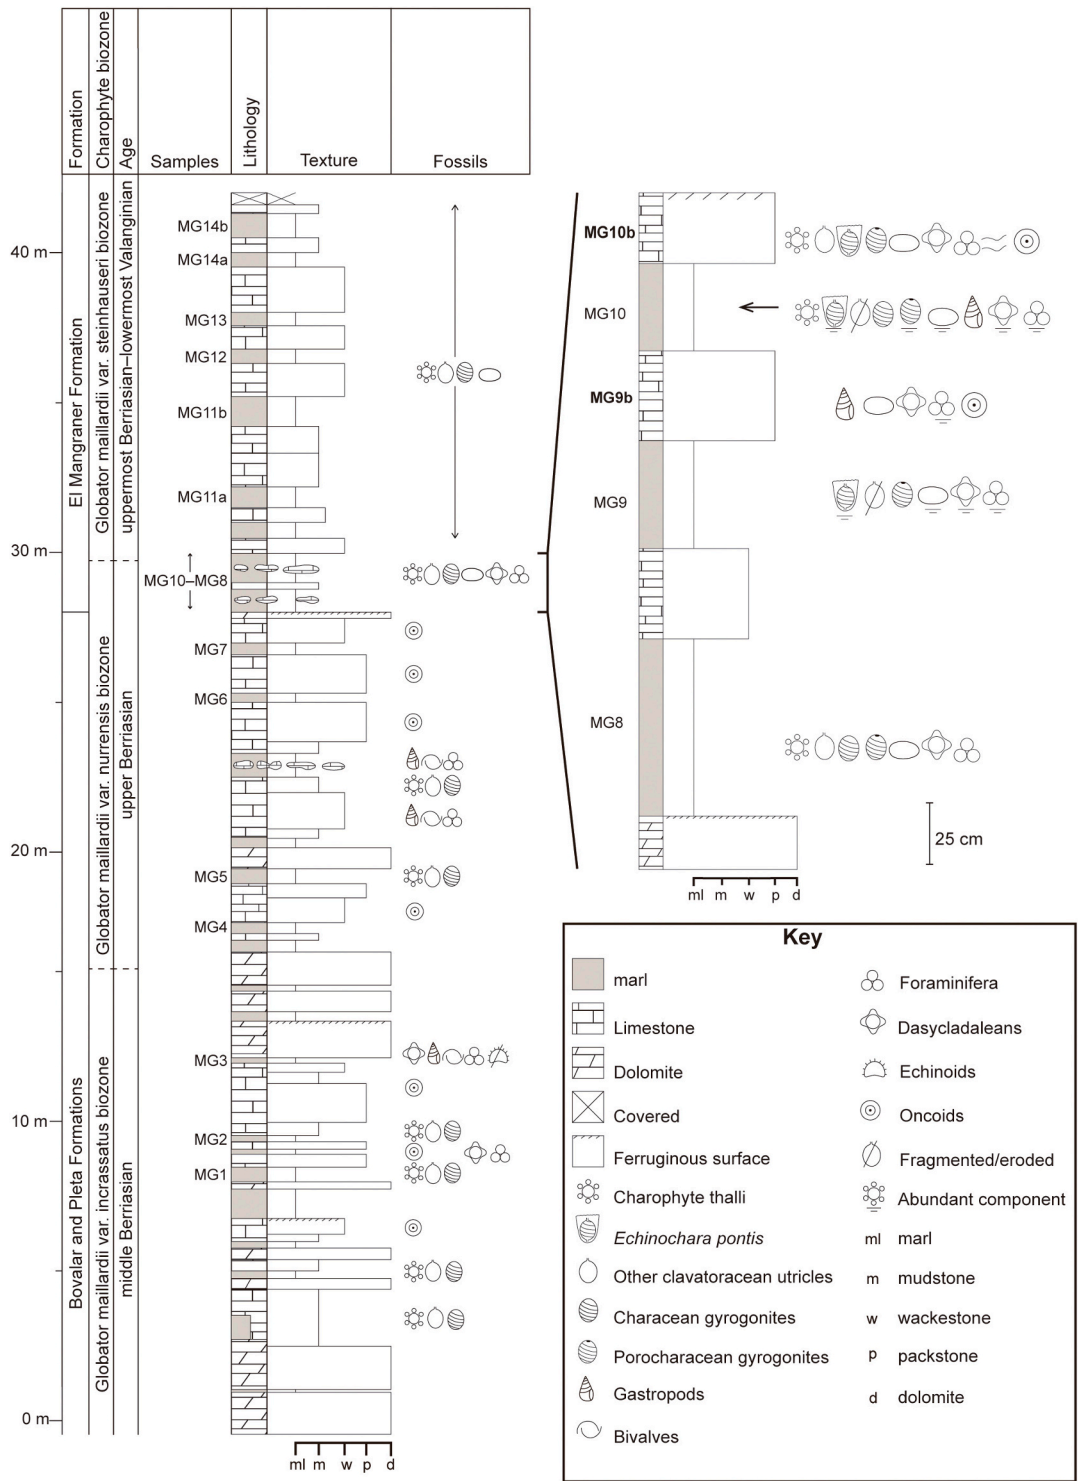 Formation
Charophyte biozone
Age
Samples
Lithology
Texture
Fossils
El Mangraner Formation
Bovalar and Pleta Formations
Globator maillardii var. steinhauseri biozone
Globator maillardii var. nurrensis biozone
Globator maillardii var. incrassatus biozone
uppermost Berriasian–lowermost Valanginian
upper Berriasian
middle Berriasian
40 m
30 m
20 m
10 m
0 m
MG14b
MG14a
MG13
MG12
MG11b
MG11a
MG10–MG8
MG7
MG6
MG5
MG4
MG3
MG2
MG1
ml m w p d
MG10b
MG10
MG9b
MG9
MG8
25 cm
ml m w p d
Key
marl
Limestone
Dolomite
Covered
Ferruginous surface
Charophyte thalli
Echinochara pontis
Other clavatoracean utricles
Characean gyrogonites
Porocharacean gyrogonites
Gastropods
Bivalves
Foraminifera
Dasycladaleans
Echinoids
Oncoids
Fragmented/eroded
Abundant component
ml marl
m mudstone
w wackestone
p packstone
d dolomite